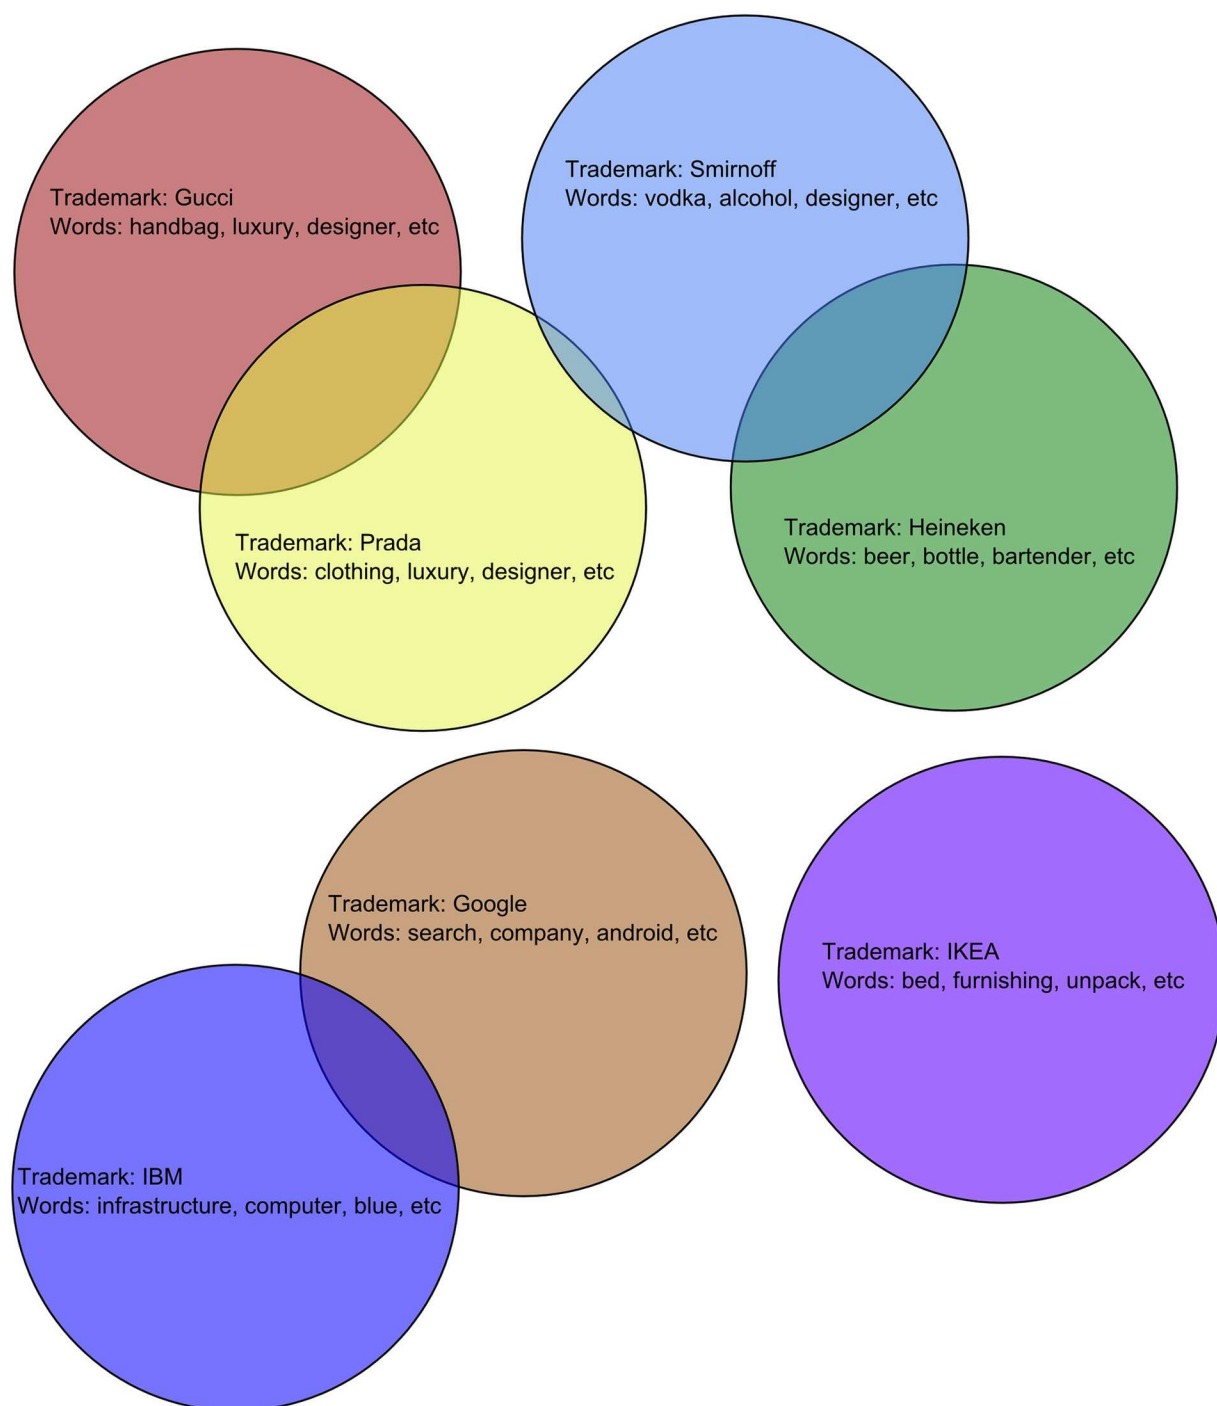 Trademark: Gucci
Words: handbag, luxury, designer, etc
Trademark: Smirnoff
Words: vodka, alcohol, designer, etc
Trademark: Prada
Words: clothing, luxury, designer, etc
Trademark: Heineken
Words: beer, bottle, bartender, etc
Trademark: Google
Words: search, company, android, etc
Trademark: IKEA
Words: bed, furnishing, unpack, etc
Trademark: IBM
Words: infrastructure, computer, blue, etc